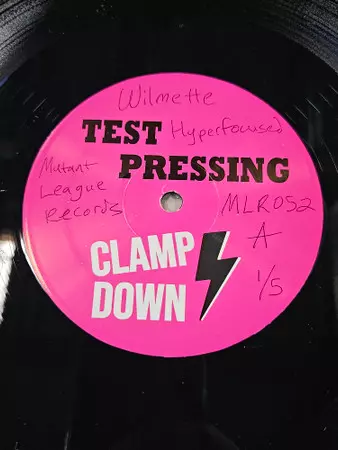 Wilmette
TEST Hyperfocused
PRESSING
Mutant
League
Records
MLR052
A
1/5
CLAMP
DOWN